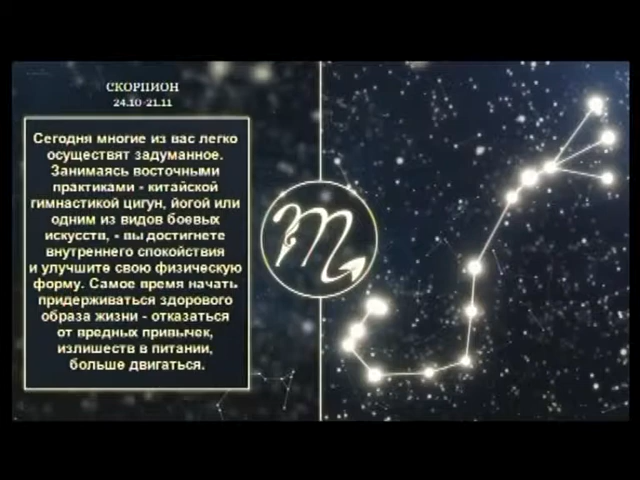 СКОРПИОН
24.10-21.11
Сегодня многие из вас легко
осуществят задуманное.
Занимаясь восточными
практиками - китайской
гимнастикой цигун, йогой или
одним из видов боевых
искусств, - вы достигнете
внутреннего спокойствия
и улучшите свою физическую
форму. Самое время начать
придерживаться здорового
образа жизни - отказаться
от вредных привычек,
излишеств в питании,
больше двигаться.